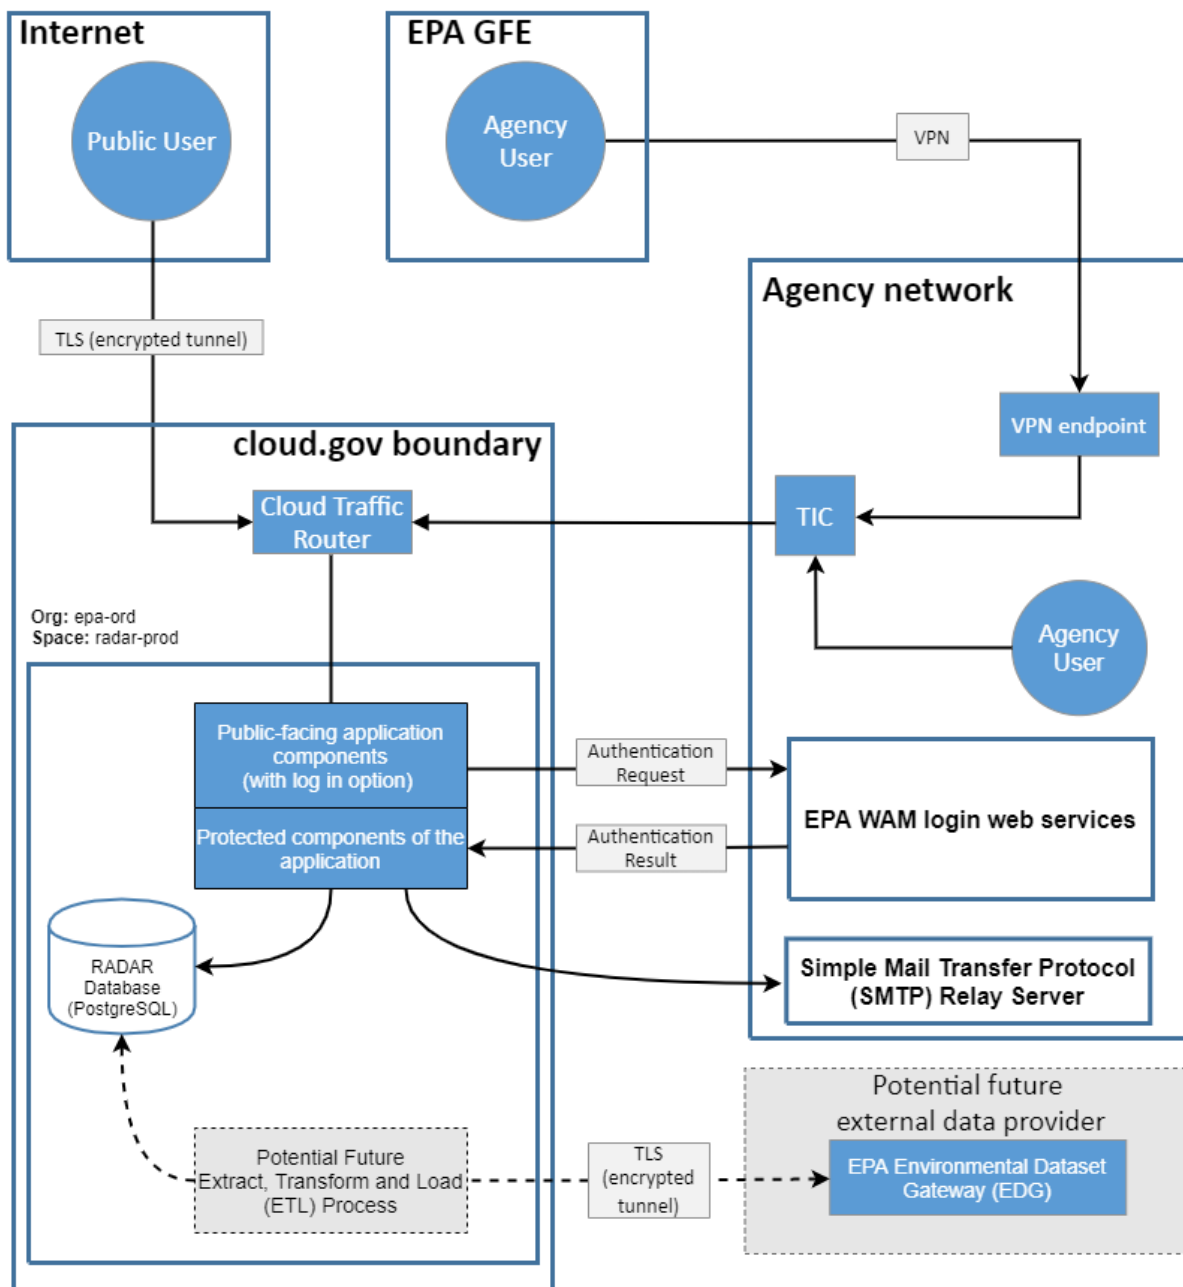 Internet
Public User
EPA GFE
Agency
User
VPN
TLS (encrypted tunnel)
Agency network
VPN endpoint
cloud.gov boundary
Cloud Traffic
Router
TIC
Agency
User
Org: epa-ord
Space: radar-prod
Public-facing application
components
(with log in option)
Protected components of the
application
Authentication
Request
Authentication
Result
EPA WAM login web services
RADAR
Database
(PostgreSQL)
Simple Mail Transfer Protocol
(SMTP) Relay Server
Potential Future
Extract, Transform and Load
(ETL) Process
TLS
(encrypted
tunnel)
Potential future
external data provider
EPA Environmental Dataset
Gateway (EDG)